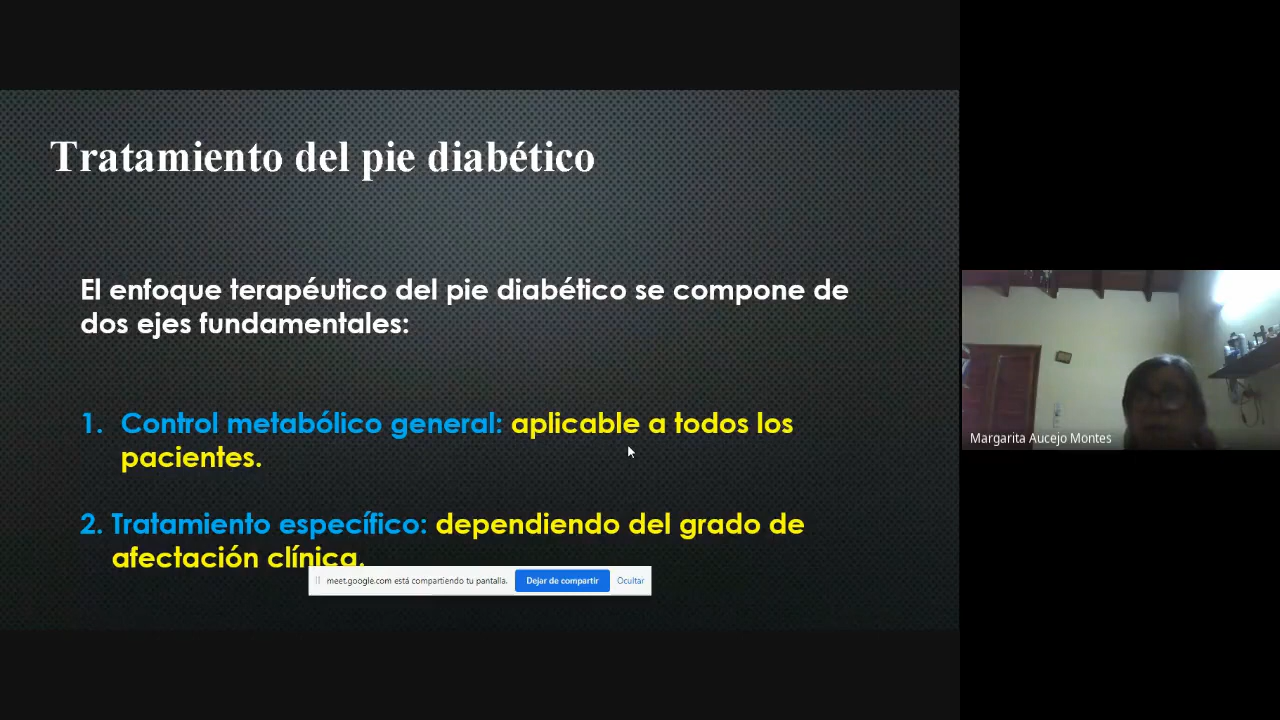 Tratamiento del pie diabético
El enfoque terapéutico del pie diabético se compone de
dos ejes fundamentales:
1. Control metabólico general: aplicable a todos los
pacientes.
2. Tratamiento específico: dependiendo del grado de
afectación clínica.
meet.google.com está compartiendo tu pantalla. Dejar de compartir Ocultar
Margarita Aucejo Montes